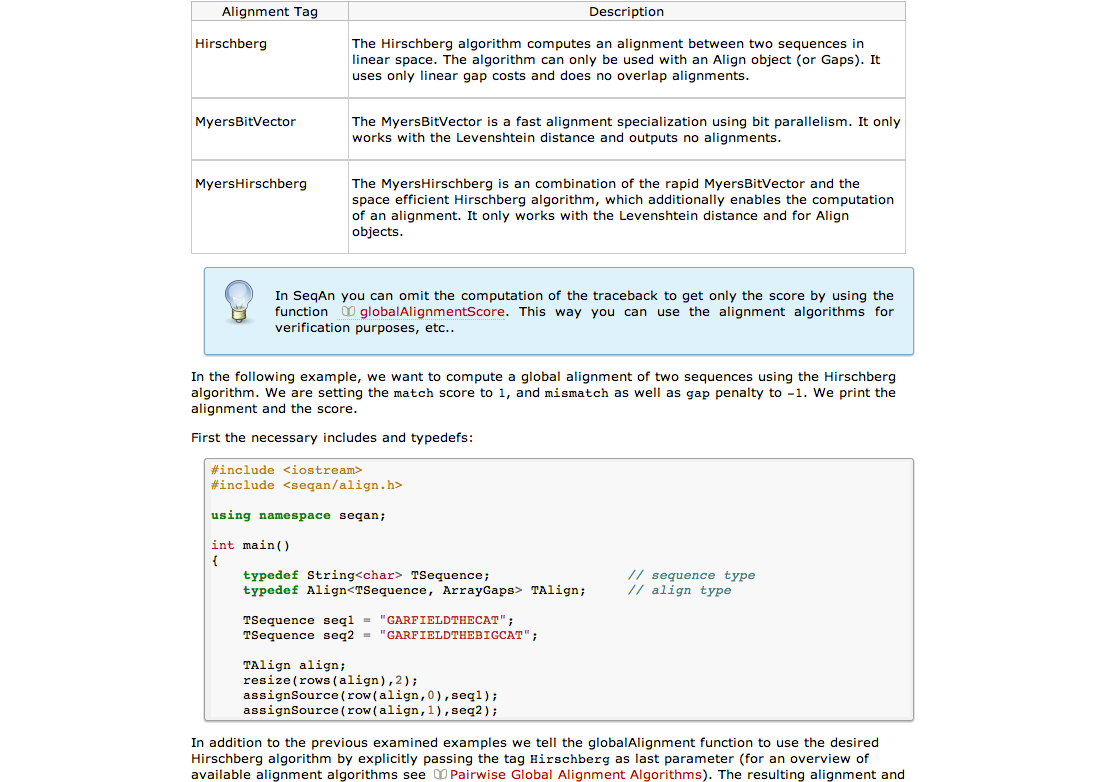 Alignment Tag Description
Hirschberg
The Hirschberg algorithm computes an alignment between two sequences in
linear space. The algorithm can only be used with an Align object (or Gaps). It
uses only linear gap costs and does no overlap alignments.
MyersBitVector
The MyersBitVector is a fast alignment specialization using bit parallelism. It only
works with the Levenshtein distance and outputs no alignments.
MyersHirschberg
The MyersHirschberg is an combination of the rapid MyersBitVector and the
space efficient Hirschberg algorithm, which additionally enables the computation
of an alignment. It only works with the Levenshtein distance and for Align
objects.
In SeqAn you can omit the computation of the traceback to get only the score by using the
function globalAlignmentScore. This way you can use the alignment algorithms for
verification purposes, etc..
In the following example, we want to compute a global alignment of two sequences using the Hirschberg
algorithm. We are setting the match score to 1, and mismatch as well as gap penalty to -1. We print the
alignment and the score.
First the necessary includes and typedefs:
#include <iostream>
#include <seqan/align.h>
using namespace seqan;
int main()
{
typedef String<char> TSequence; // sequence type
typedef Align<TSequence, ArrayGaps> TAlign; // align type
TSequence seq1 = "GARFIELDTHECAT";
TSequence seq2 = "GARFIELDTHEBIGCAT";
TAlign align;
resize(rows(align),2);
assignSource(row(align,0),seq1);
assignSource(row(align,1),seq2);
In addition to the previous examined examples we tell the globalAlignment function to use the desired
Hirschberg algorithm by explicitly passing the tag Hirschberg as last parameter (for an overview of
available alignment algorithms see Pairwise Global Alignment Algorithms). The resulting alignment and